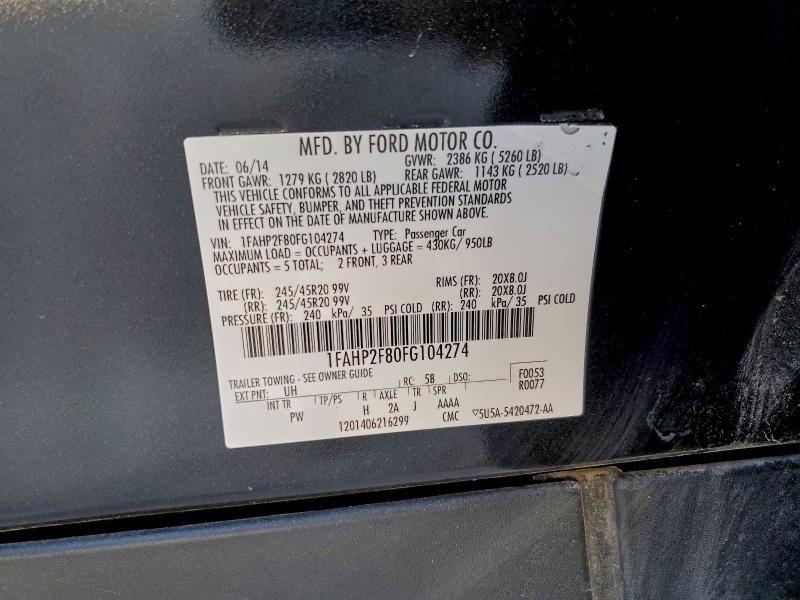 MFD. BY FORD MOTOR CO.
DATE: 06/14 GVWR: 2386 KG ( 5260 LB)
FRONT GAWR: 1279 KG ( 2820 LB) REAR GAWR: 1143 KG ( 2520 LB)
THIS VEHICLE CONFORMS TO ALL APPLICABLE FEDERAL MOTOR
VEHICLE SAFETY, BUMPER, AND THEFT PREVENTION STANDARDS
IN EFFECT ON THE DATE OF MANUFACTURE SHOWN ABOVE.
VIN: 1FAHP2F80FG104274 TYPE: Passenger Car
MAXIMUM LOAD = OCCUPANTS + LUGGAGE = 430KG/ 950LB
OCCUPANTS = 5 TOTAL; 2 FRONT, 3 REAR
TIRE (FR): 245/45R20 99V RIMS (FR): 20X8.0J
(RR): 245/45R20 99V (RR): 20X8.0J
PRESSURE (FR): 240 kPa/ 35 PSI COLD (RR): 240 kPa/ 35 PSI COLD
1FAHP2F80FG104274
TRAILER TOWING - SEE OWNER GUIDE
EXT PNT: UH RC: 58 DSO: F0053
R0077
INT TR TP/PS R AXLE TR SPR
PW H 2A J AAAA
1201406216299 CMC ▽5U5A-5420472-AA